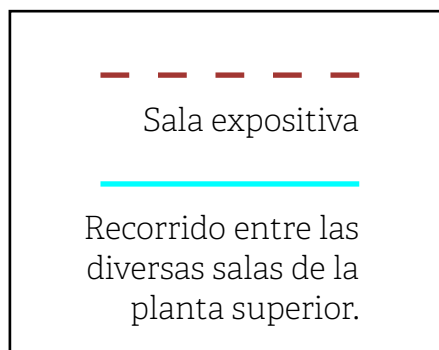 Sala expositiva
Recorrido entre las
diversas salas de la
planta superior.